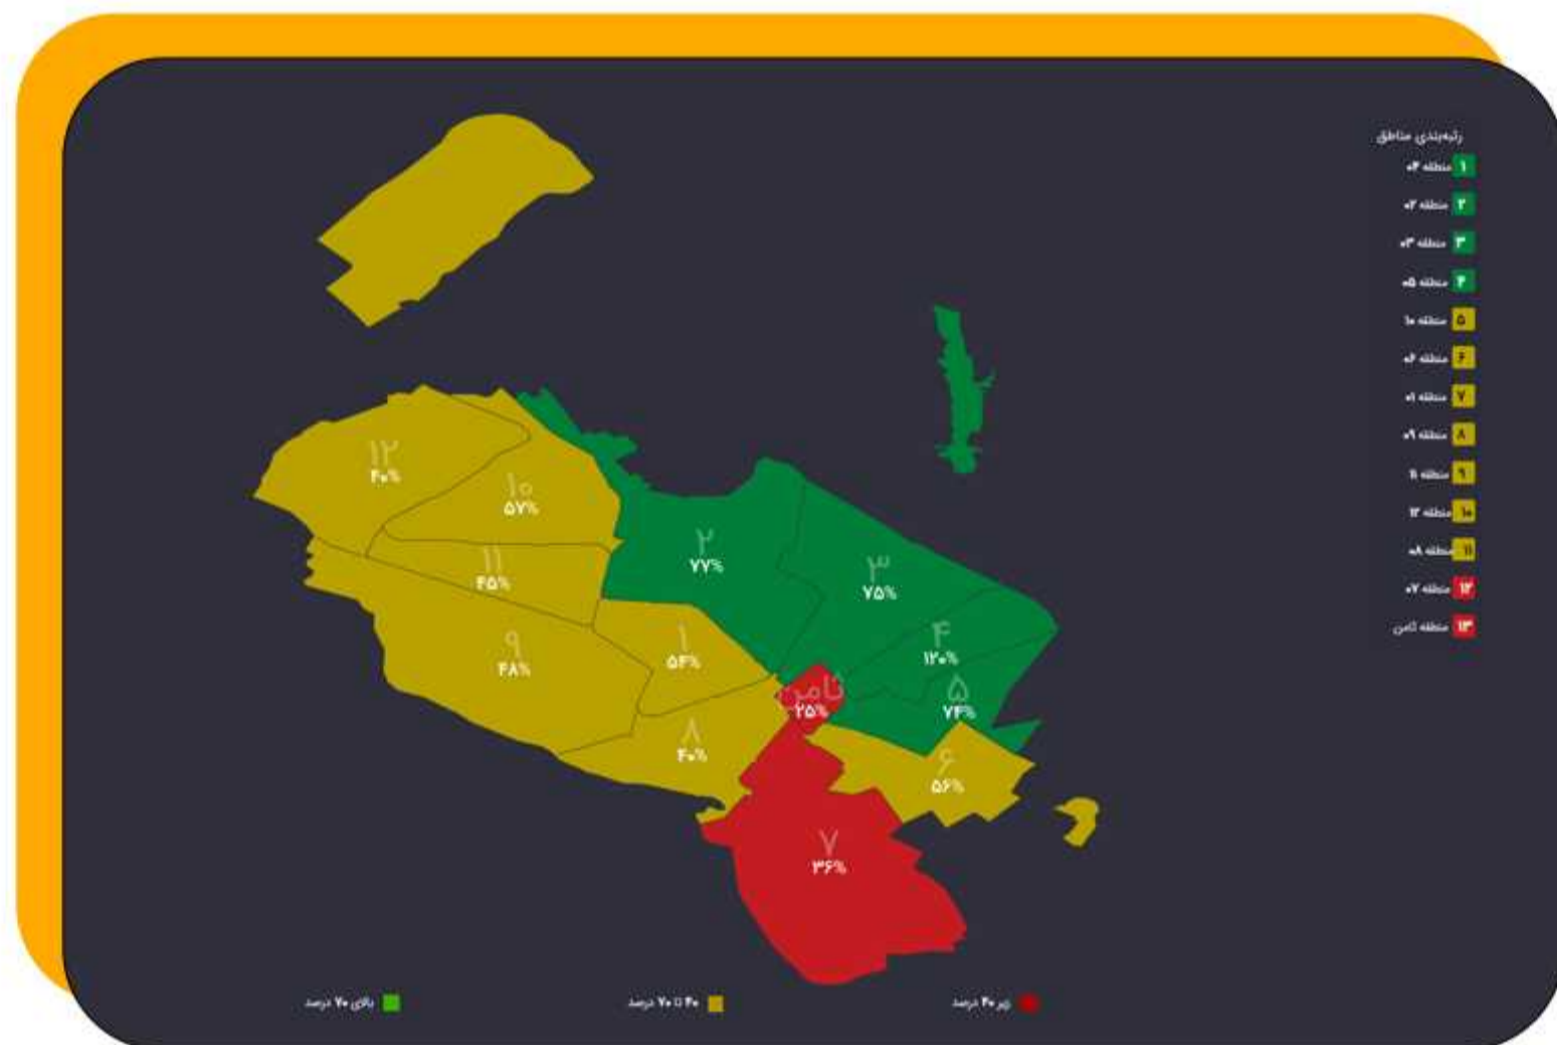 رتبه‌بندی مناطق
۱ منطقه ۰۴
۲ منطقه ۰۲
۳ منطقه ۰۳
۴ منطقه ۰۵
۵ منطقه ۱۰
۶ منطقه ۰۶
۷ منطقه ۰۱
۸ منطقه ۰۹
۹ منطقه ۱۱
۱۰ منطقه ۱۲
۱۱ منطقه ۰۸
۱۲ منطقه ۰۷
۱۳ منطقه ثامن
۱۲
۴۰%
۱۰
۵۷%
۲
۷۷%
۱۱
۴۵%
۳
۷۵%
۹
۴۸%
۱
۵۴%
۴
۱۲۰%
ثامن
۲۵%
۵
۷۴%
۸
۴۰%
۶
۵۶%
۷
۳۶%
زیر ۴۰ درصد
۴۰ تا ۷۰ درصد
بالای ۷۰ درصد